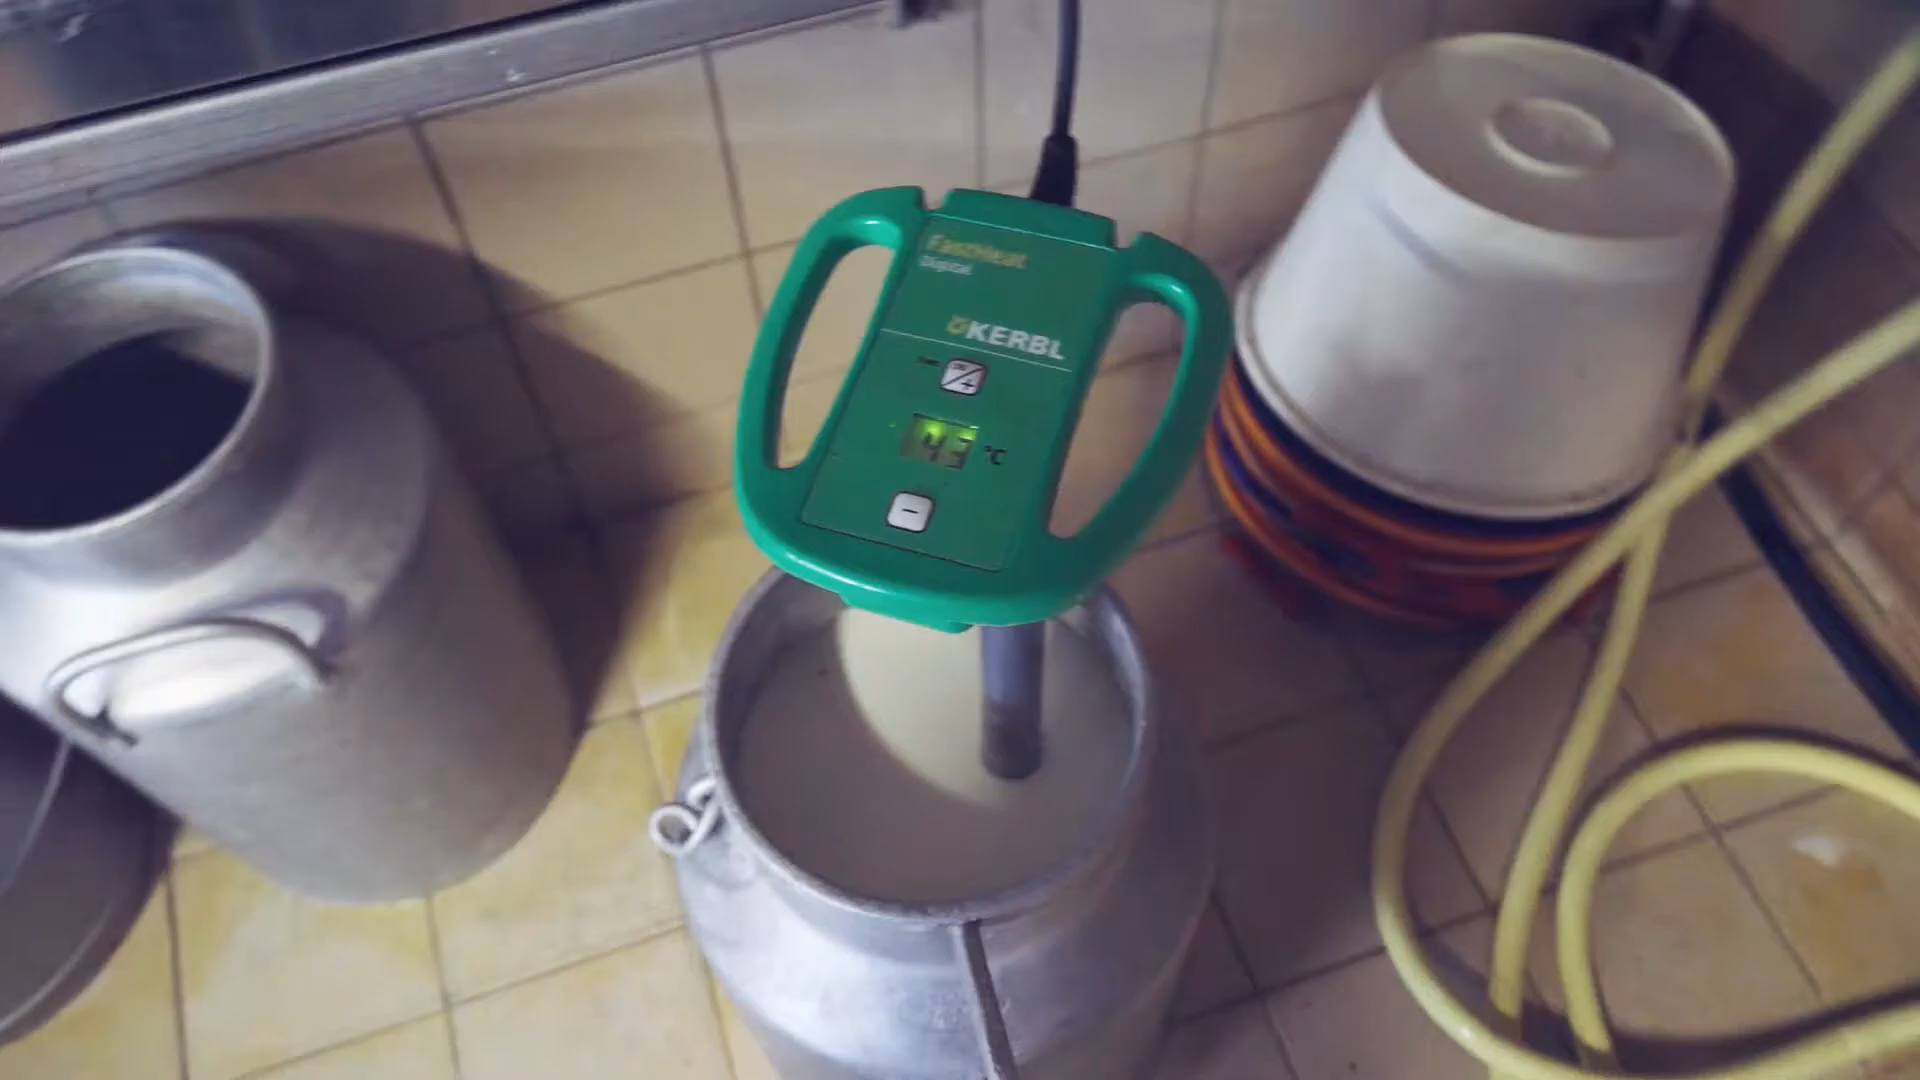 FastHeat
Digital
KERBL
+
43 °C
−